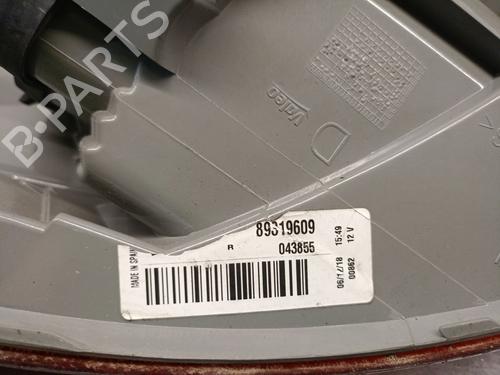 B-PARTS
Valeo
D
MADE IN SPAIN
89319609
R
043855
06/12/18 15:49
00862 12 V